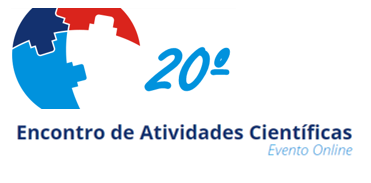 20º
Encontro de Atividades Científicas
Evento Online